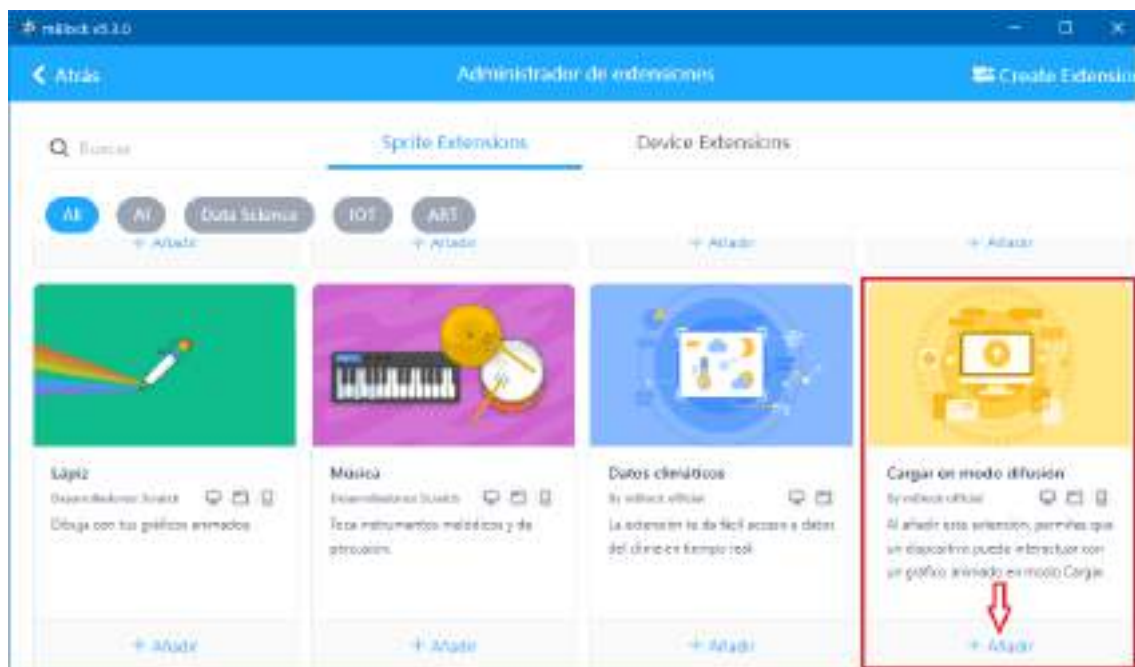 mBlock v5.3.0
Atrás
Administrador de extensiones
Create Extension
Buscar
Sprite Extensions
Device Extensions
All
AI
Data Science
IOT
ART
+ Añadir
+ Añadir
+ Añadir
+ Añadir
Lápiz
Desarrolladores Scratch
Dibuja con tus gráficos animados
Música
Desarrolladores Scratch
Toca instrumentos melódicos y de
percusión.
Datos climáticos
By mBlock official
La extensión te da fácil acceso a datos
del clima en tiempo real
Cargar en modo difusión
By mBlock official
Al añadir esta extensión, permites que
un dispositivo pueda interactuar con
un gráfico animado en modo Cargar
+ Añadir
+ Añadir
+ Añadir
+ Añadir